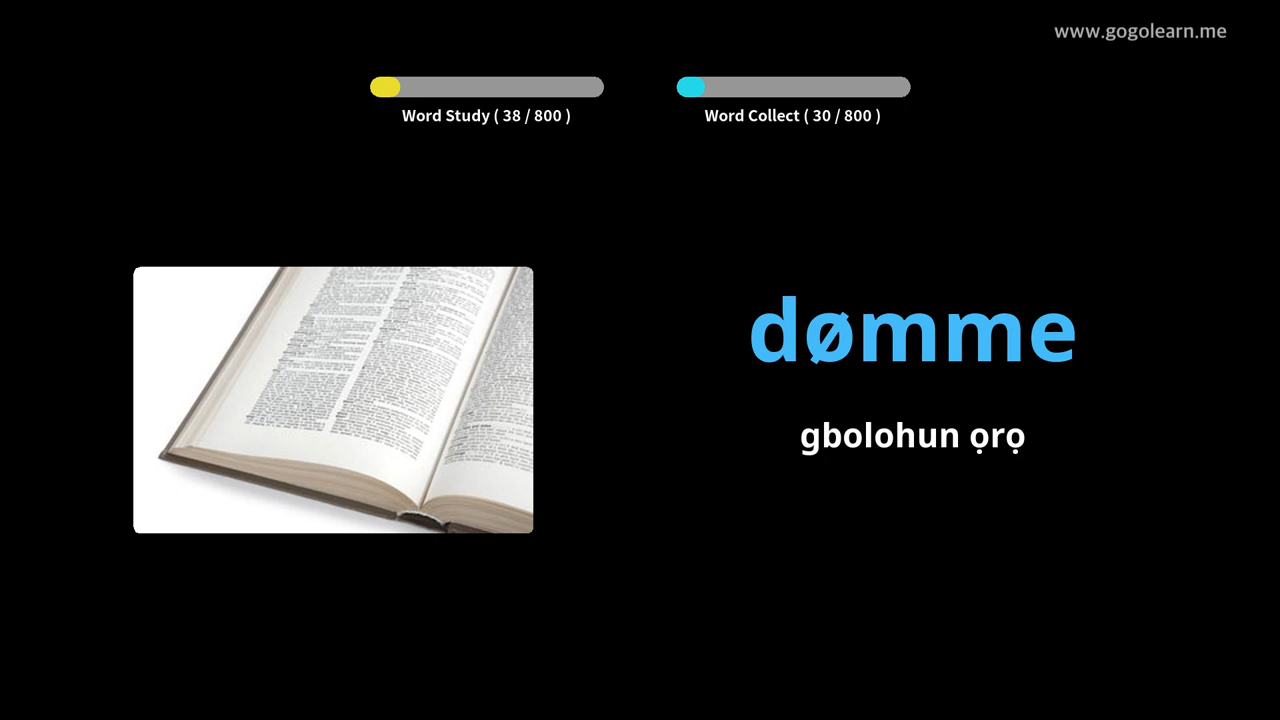 www.gogolearn.me
Word Study ( 38 / 800 )
Word Collect ( 30 / 800 )
dømme
gbolohun ọrọ